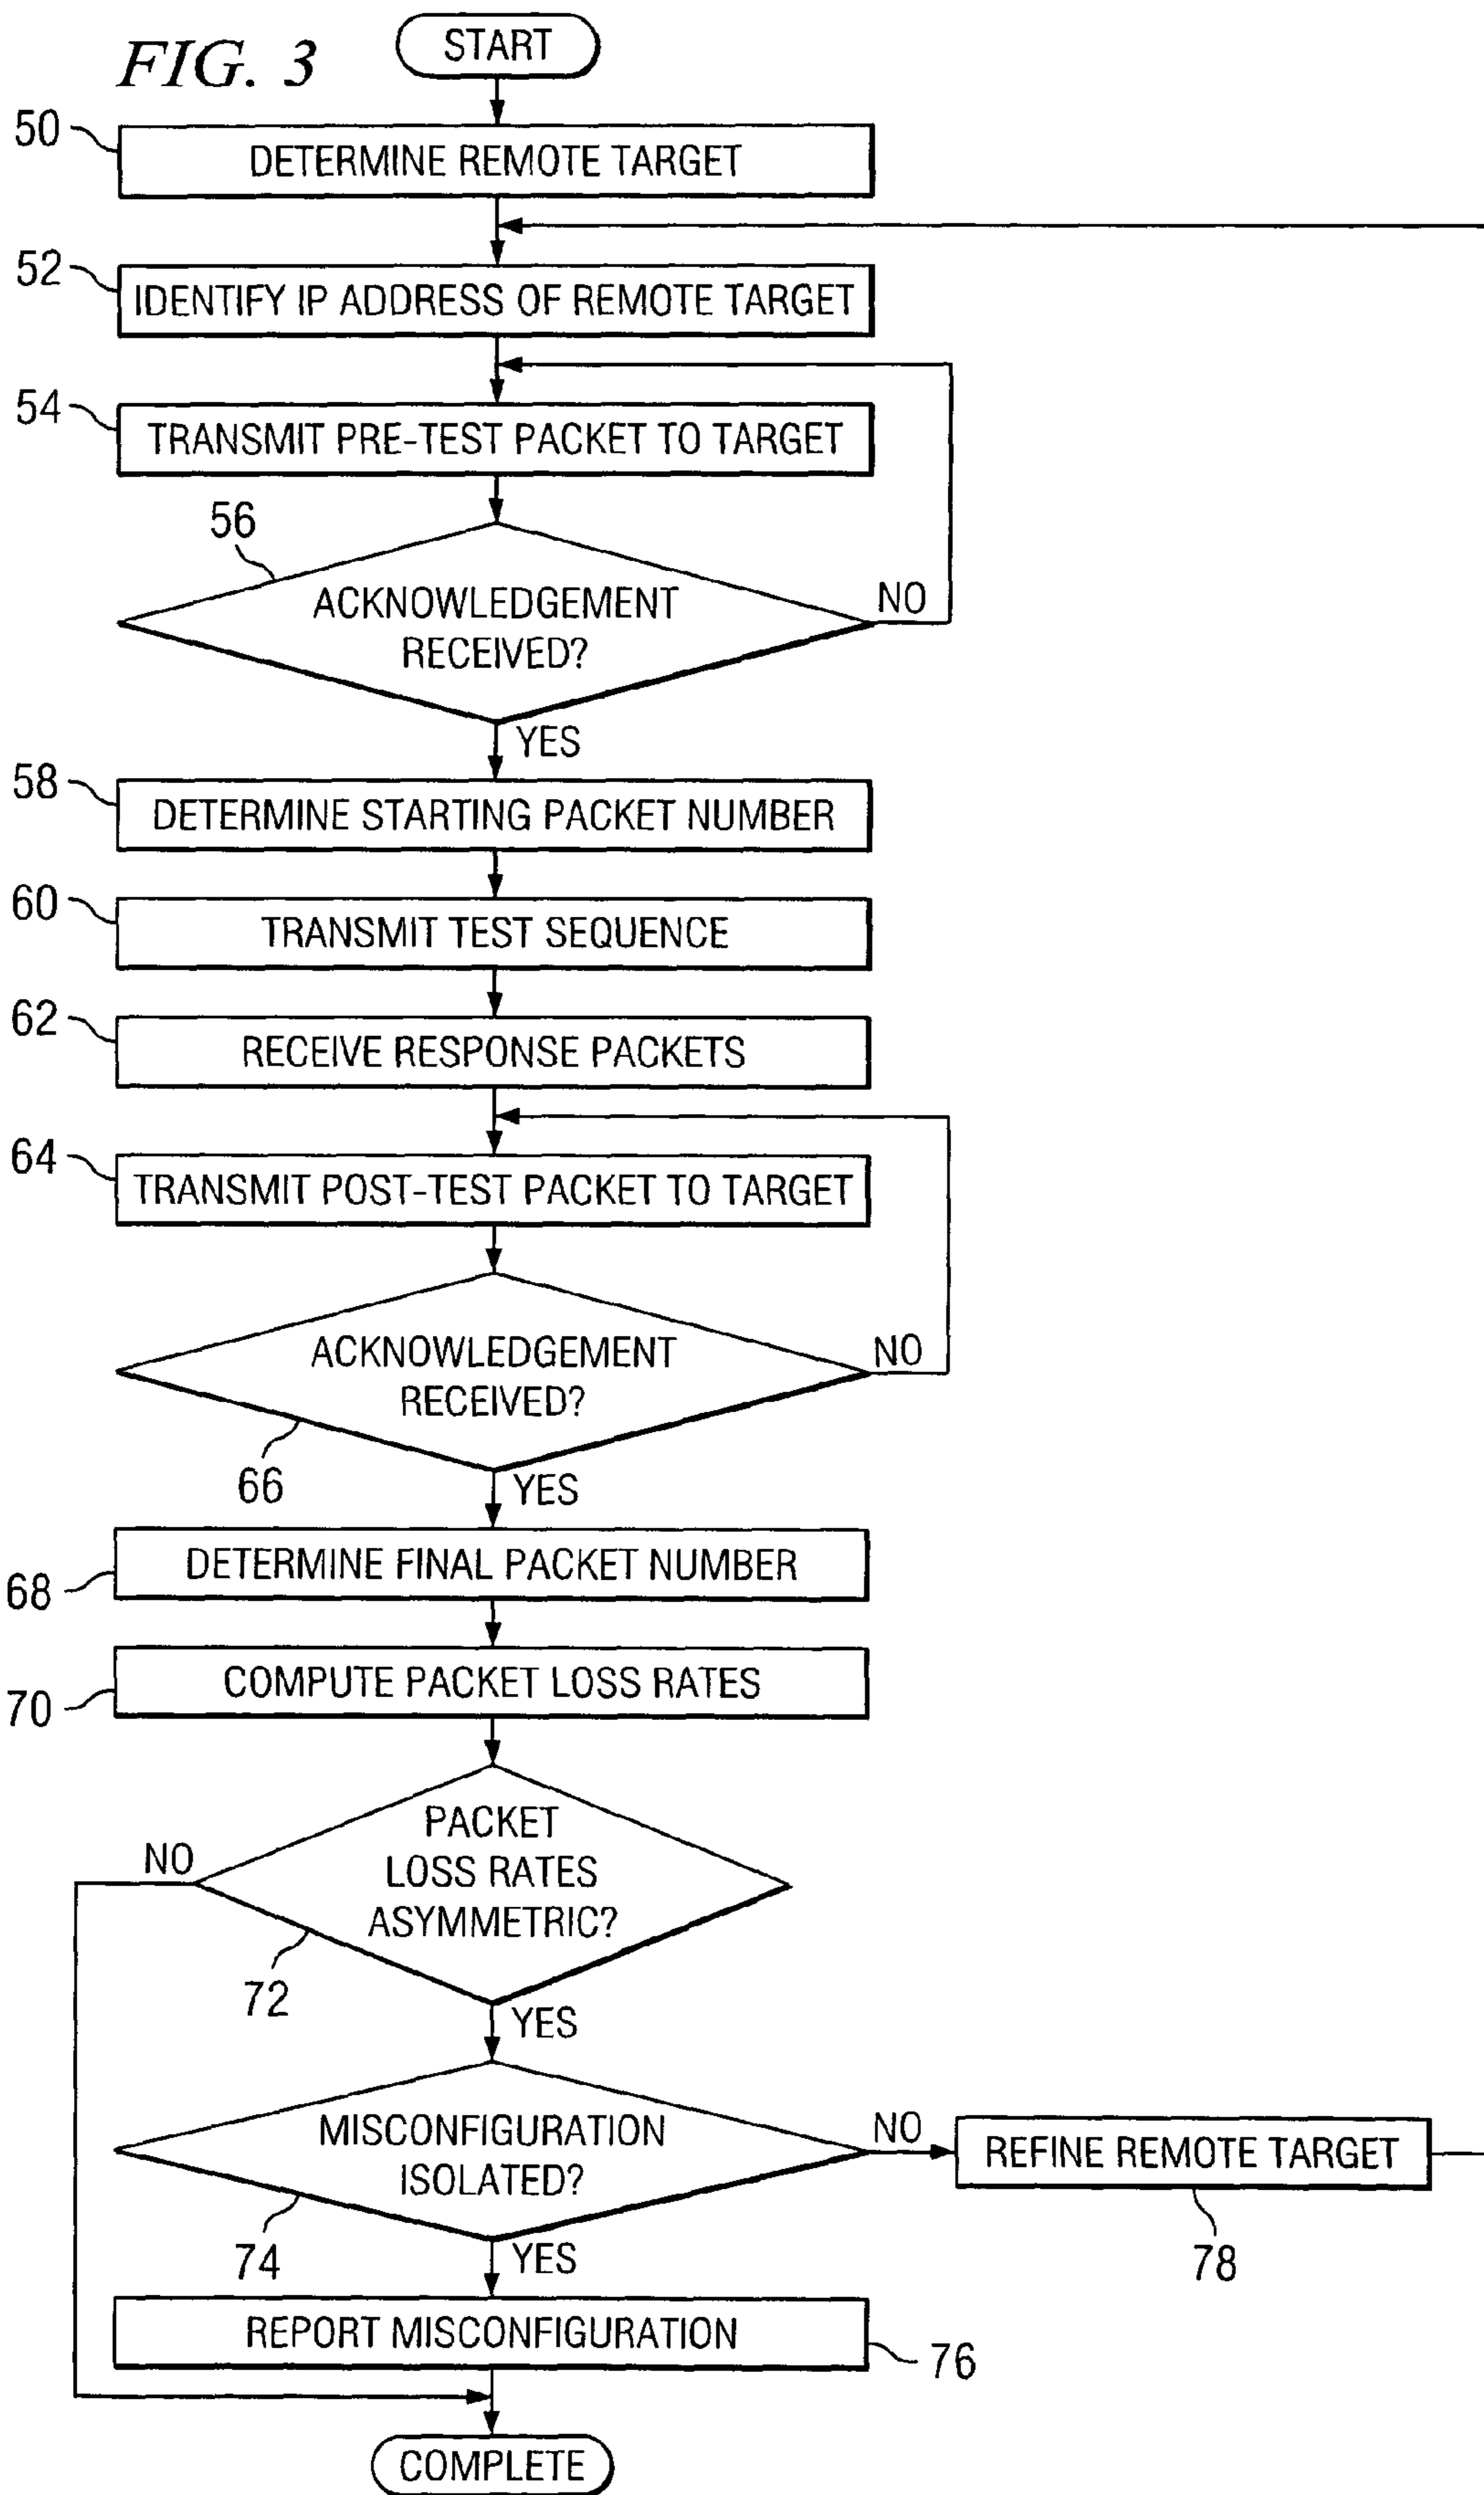 FIG. 3
START
50
DETERMINE REMOTE TARGET
52
IDENTIFY IP ADDRESS OF REMOTE TARGET
54
TRANSMIT PRE-TEST PACKET TO TARGET
56
ACKNOWLEDGEMENT
RECEIVED?
NO
YES
58
DETERMINE STARTING PACKET NUMBER
60
TRANSMIT TEST SEQUENCE
62
RECEIVE RESPONSE PACKETS
64
TRANSMIT POST-TEST PACKET TO TARGET
ACKNOWLEDGEMENT
RECEIVED?
NO
66
YES
DETERMINE FINAL PACKET NUMBER
68
COMPUTE PACKET LOSS RATES
70
PACKET
LOSS RATES
ASYMMETRIC?
NO
72
YES
MISCONFIGURATION
ISOLATED?
NO
REFINE REMOTE TARGET
74
78
YES
REPORT MISCONFIGURATION
76
COMPLETE